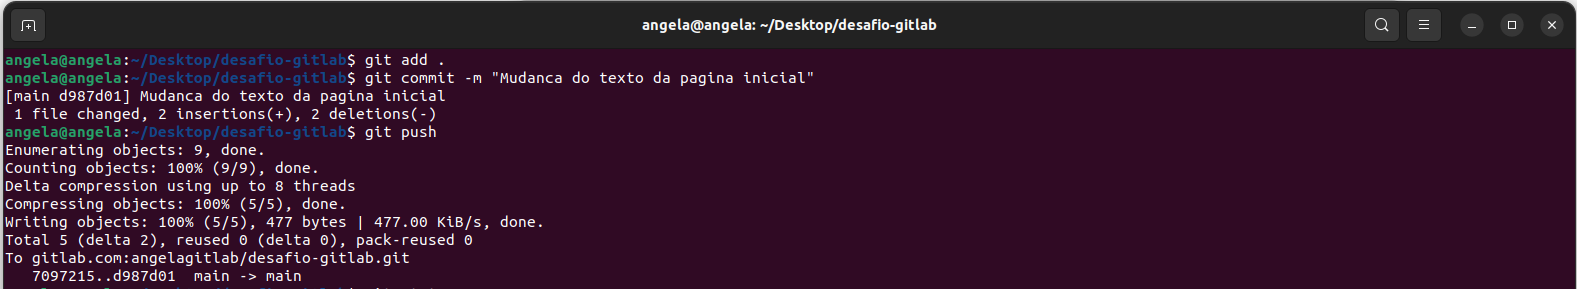 angela@angela: ~/Desktop/desafio-gitlab
angela@angela:~/Desktop/desafio-gitlab$ git add .
angela@angela:~/Desktop/desafio-gitlab$ git commit -m "Mudanca do texto da pagina inicial"
[main d987d01] Mudanca do texto da pagina inicial
 1 file changed, 2 insertions(+), 2 deletions(-)
angela@angela:~/Desktop/desafio-gitlab$ git push
Enumerating objects: 9, done.
Counting objects: 100% (9/9), done.
Delta compression using up to 8 threads
Compressing objects: 100% (5/5), done.
Writing objects: 100% (5/5), 477 bytes | 477.00 KiB/s, done.
Total 5 (delta 2), reused 0 (delta 0), pack-reused 0
To gitlab.com:angelagitlab/desafio-gitlab.git
   7097215..d987d01  main -> main